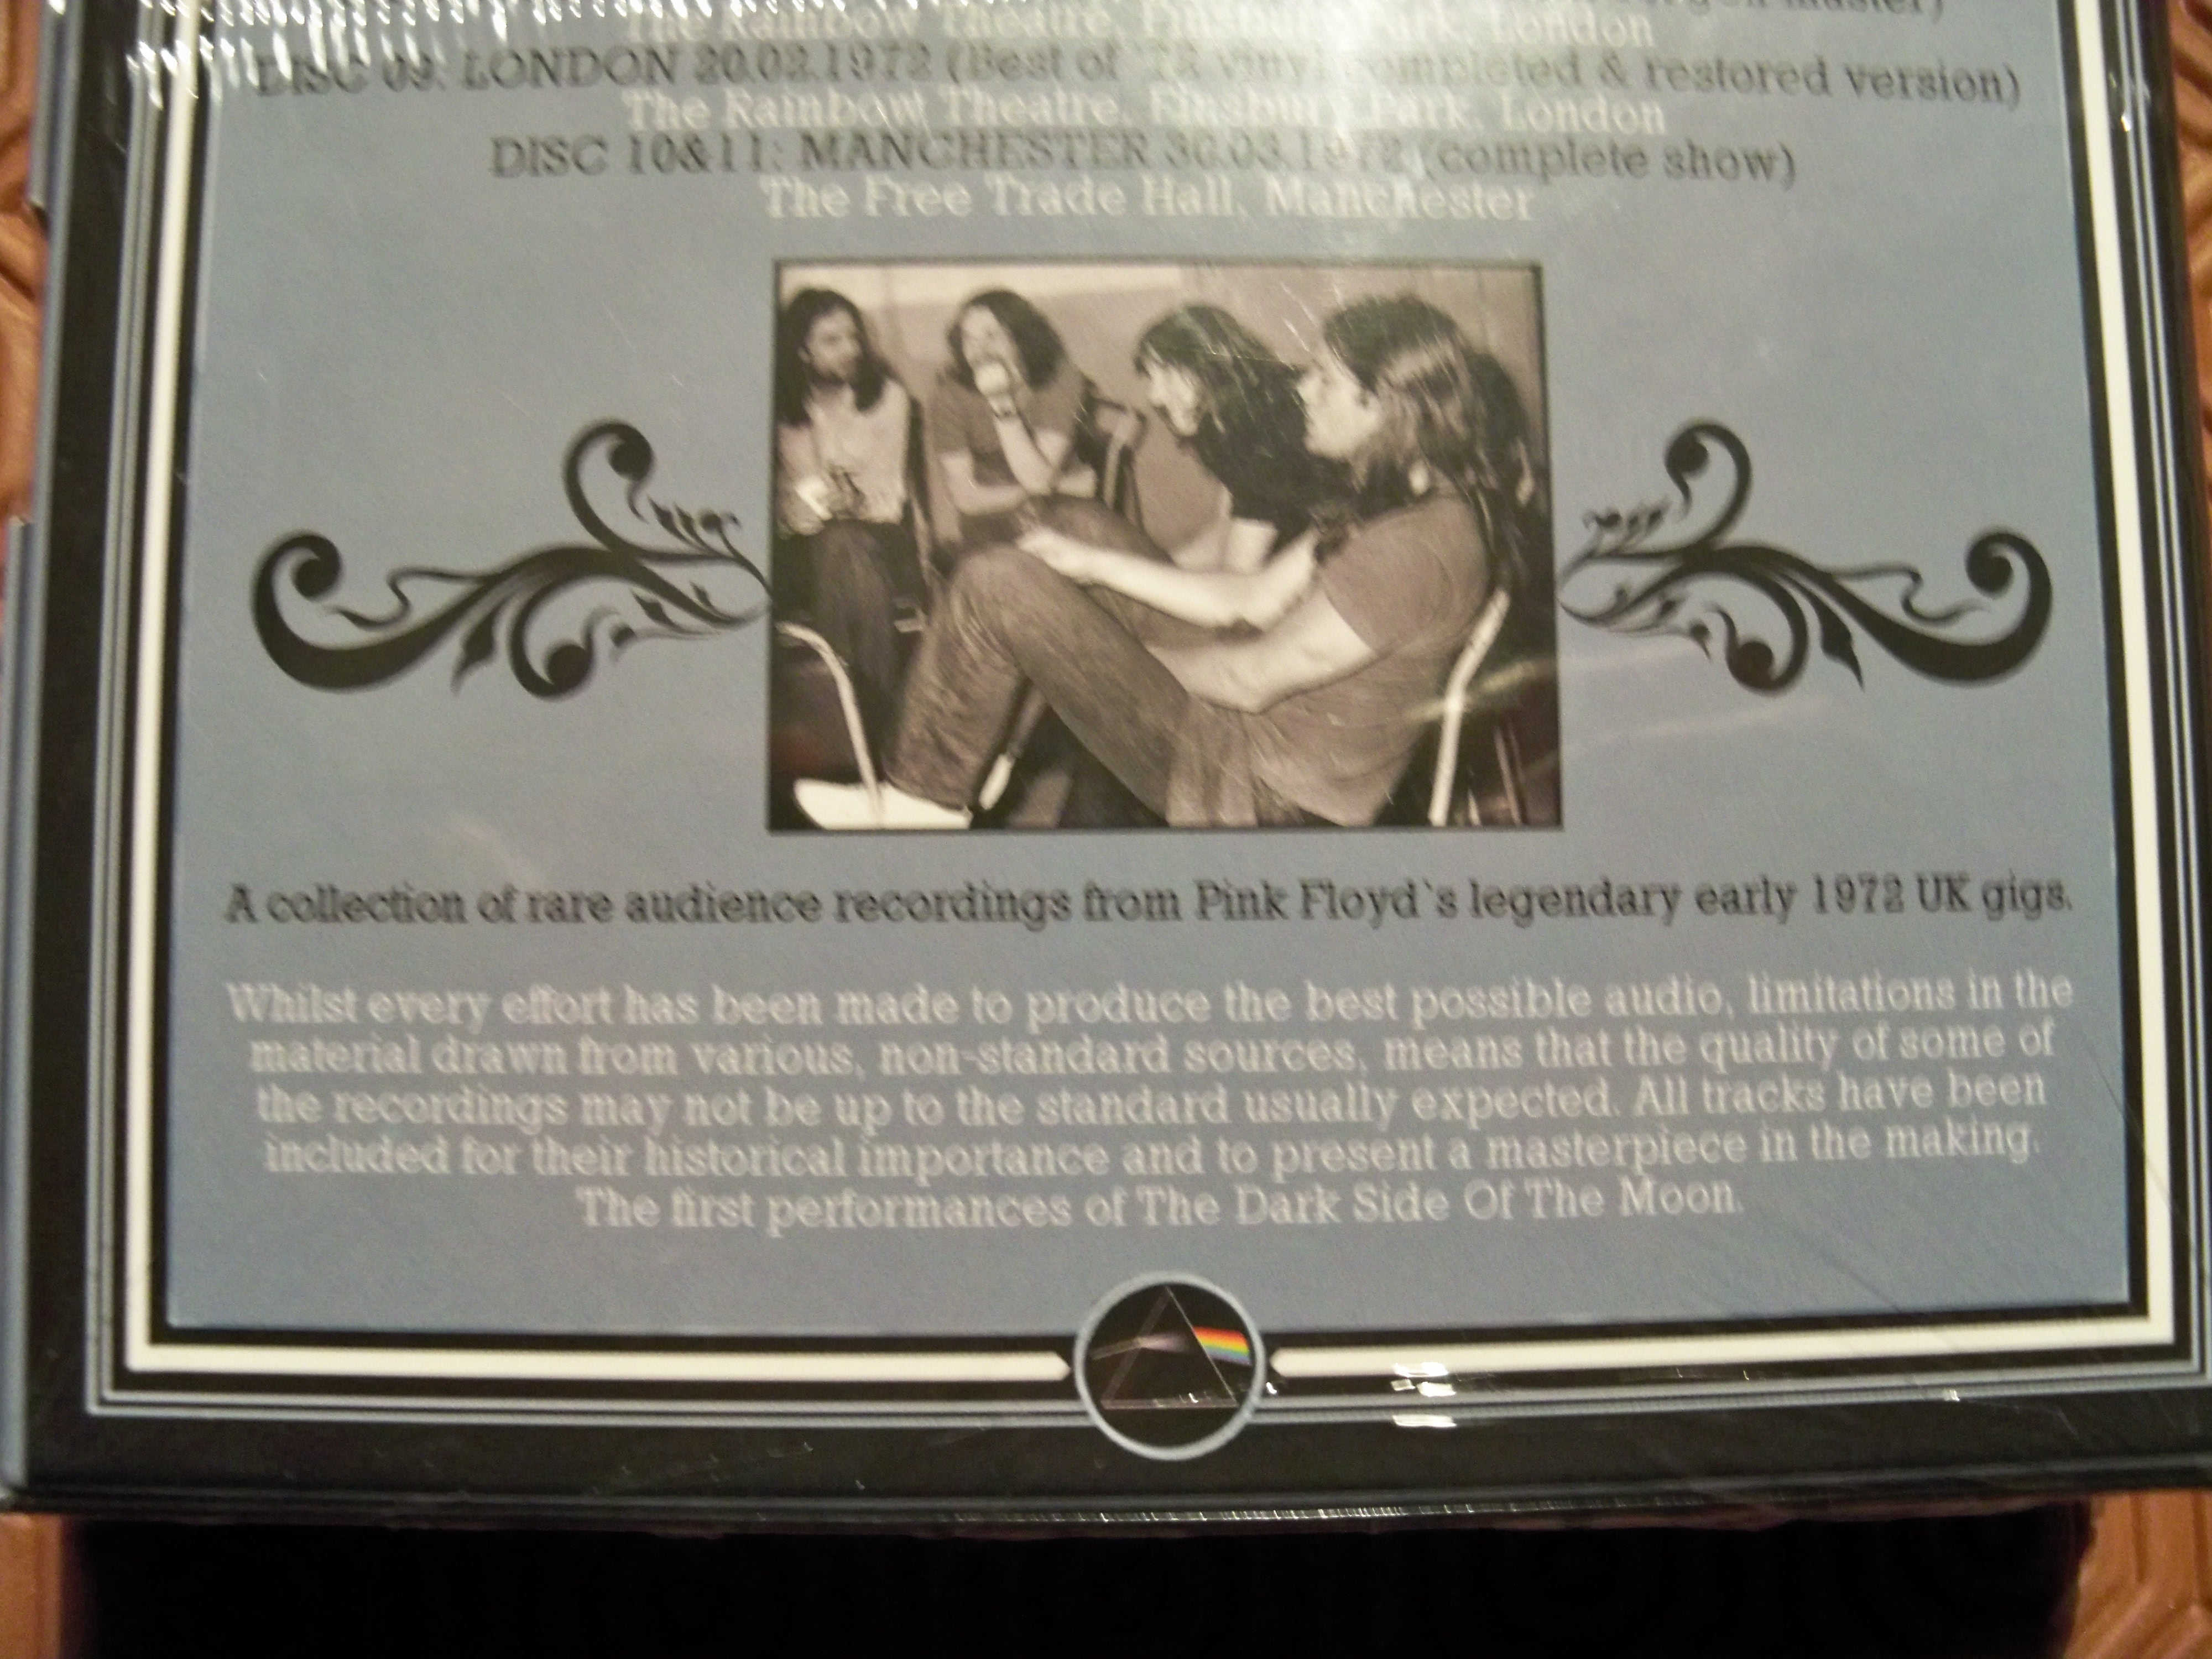 The Rainbow Theatre, Finsbury Park, London
DISC 09: LONDON 20.02.1972 (Best of '72 vinyl completed & restored version)
The Rainbow Theatre, Finsbury Park, London
DISC 10&11: MANCHESTER 30.03.1972 (complete show)
The Free Trade Hall, Manchester
A collection of rare audience recordings from Pink Floyd`s legendary early 1972 UK gigs.
Whilst every effort has been made to produce the best possible audio, limitations in the
material drawn from various, non-standard sources, means that the quality of some of
the recordings may not be up to the standard usually expected. All tracks have been
included for their historical importance and to present a masterpiece in the making.
The first performances of The Dark Side Of The Moon.